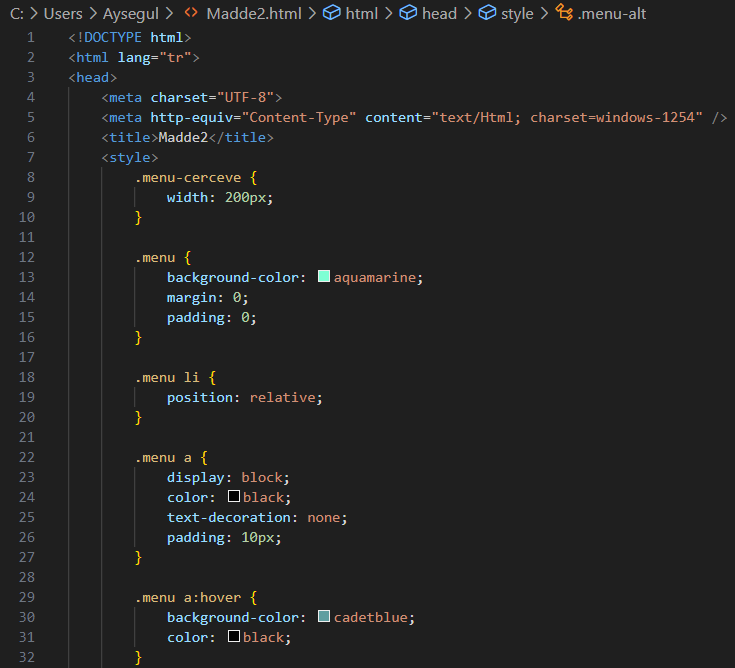 C: > Users > Aysegul > <> Madde2.html > html > head > style > .menu-alt
1 <!DOCTYPE html>
2 <html lang="tr">
3 <head>
4 <meta charset="UTF-8">
5 <meta http-equiv="Content-Type" content="text/Html; charset=windows-1254" />
6 <title>Madde2</title>
7 <style>
8 .menu-cerceve {
9 width: 200px;
10 }
11
12 .menu {
13 background-color: aquamarine;
14 margin: 0;
15 padding: 0;
16 }
17
18 .menu li {
19 position: relative;
20 }
21
22 .menu a {
23 display: block;
24 color: black;
25 text-decoration: none;
26 padding: 10px;
27 }
28
29 .menu a:hover {
30 background-color: cadetblue;
31 color: black;
32 }